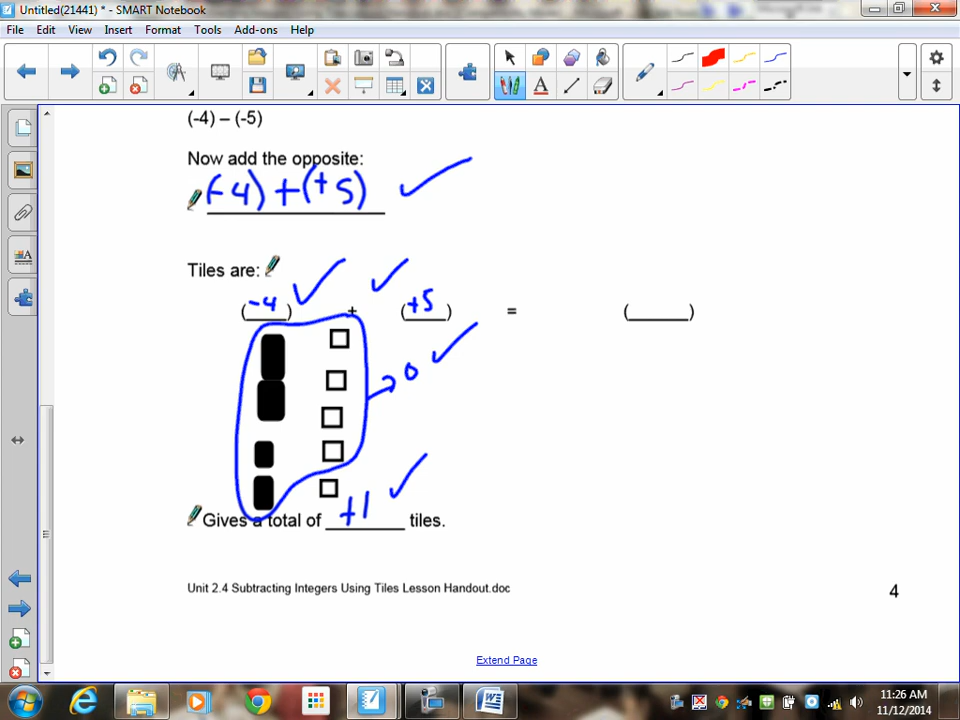 Untitled(21441) * - SMART Notebook
File Edit View Insert Format Tools Add-ons Help
(-4) – (-5)
Now add the opposite:
(-4)+(+5)
Tiles are:
(-4) + (+5) = (______)
0
Gives a total of +1 tiles.
Unit 2.4 Subtracting Integers Using Tiles Lesson Handout.doc
4
Extend Page
11:26 AM
11/12/2014